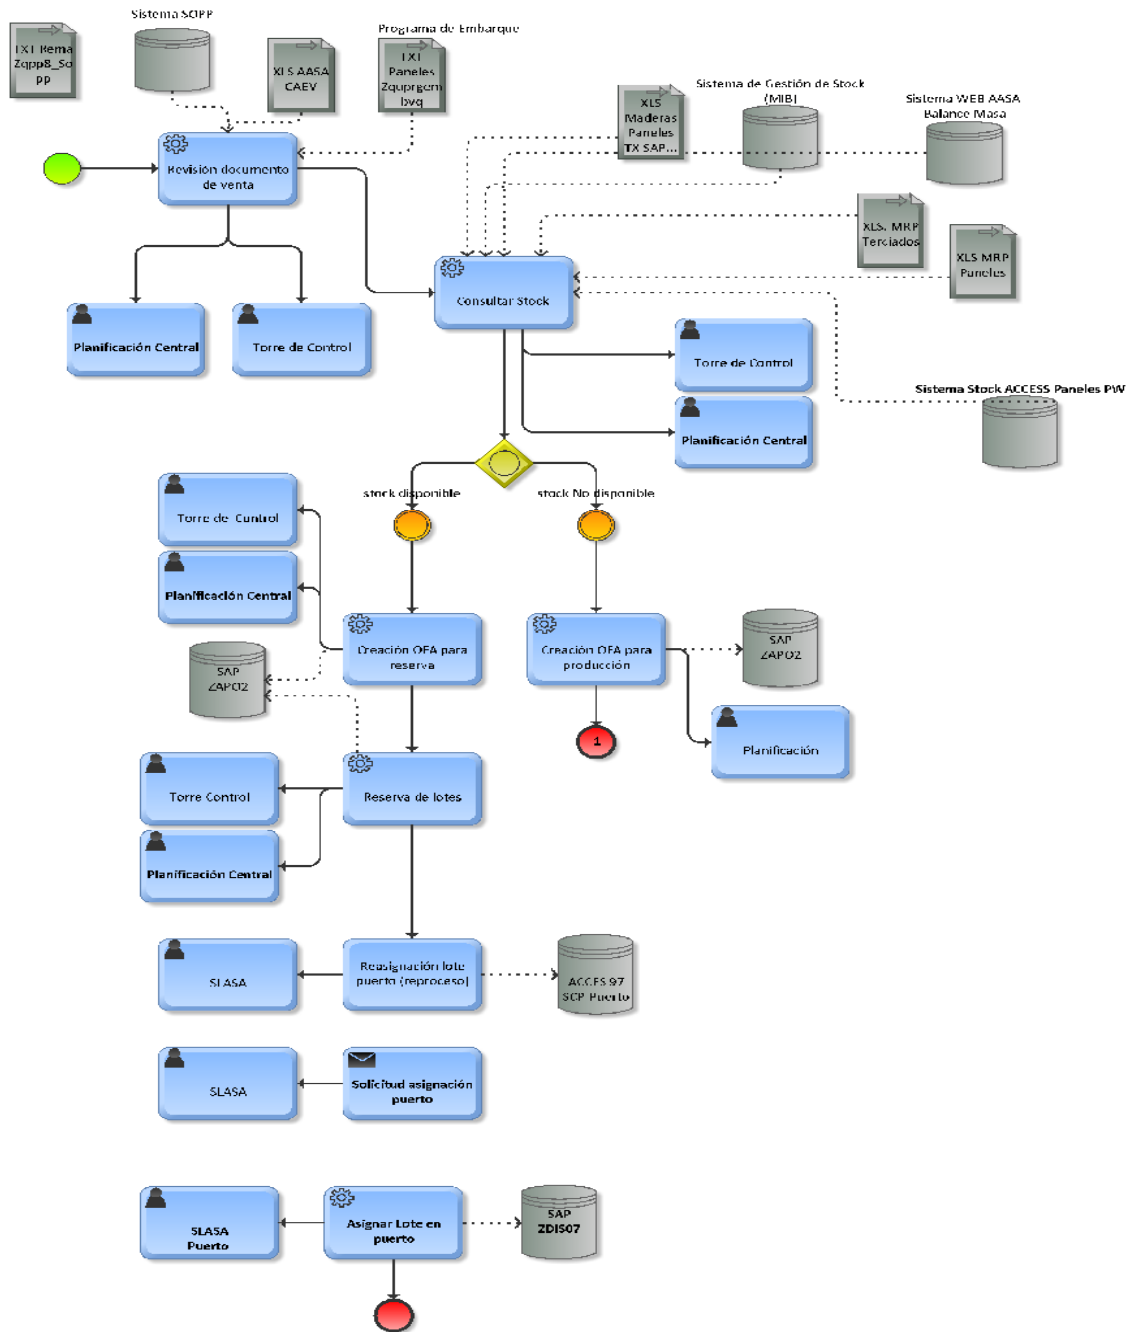 Sistema SOPP
Programa de Embarque
TXT Rema
Zqpp8_So
pp
XLS AASA
CAEV
TXT
Paneles
Zquprgem
bvq
Sistema de Gestión de Stock
(MIB)
Sistema WEB AASA
Balance Masa
XLS
Maderas
Paneles
TX SAP...
Revisión documento
de venta
XLS. MRP
Terciados
XLS MRP
Paneles
Consultar Stock
Planificación Central
Torre de Control
Torre de Control
Sistema Stock ACCESS Paneles PW
Planificación Central
stock disponible
stock No disponible
Torre de Control
Planificación Central
Creación OFA para
reserva
Creación OFA para
producción
SAP
ZAPO2
SAP
ZAPO2
1
Planificación
Torre Control
Reserva de lotes
Planificación Central
SLASA
Reasignación lote
puerto (reproceso)
ACCES 97
SCP Puerto
SLASA
Solicitud asignación
puerto
SLASA
Puerto
Asignar Lote en
puerto
SAP
ZDIS07